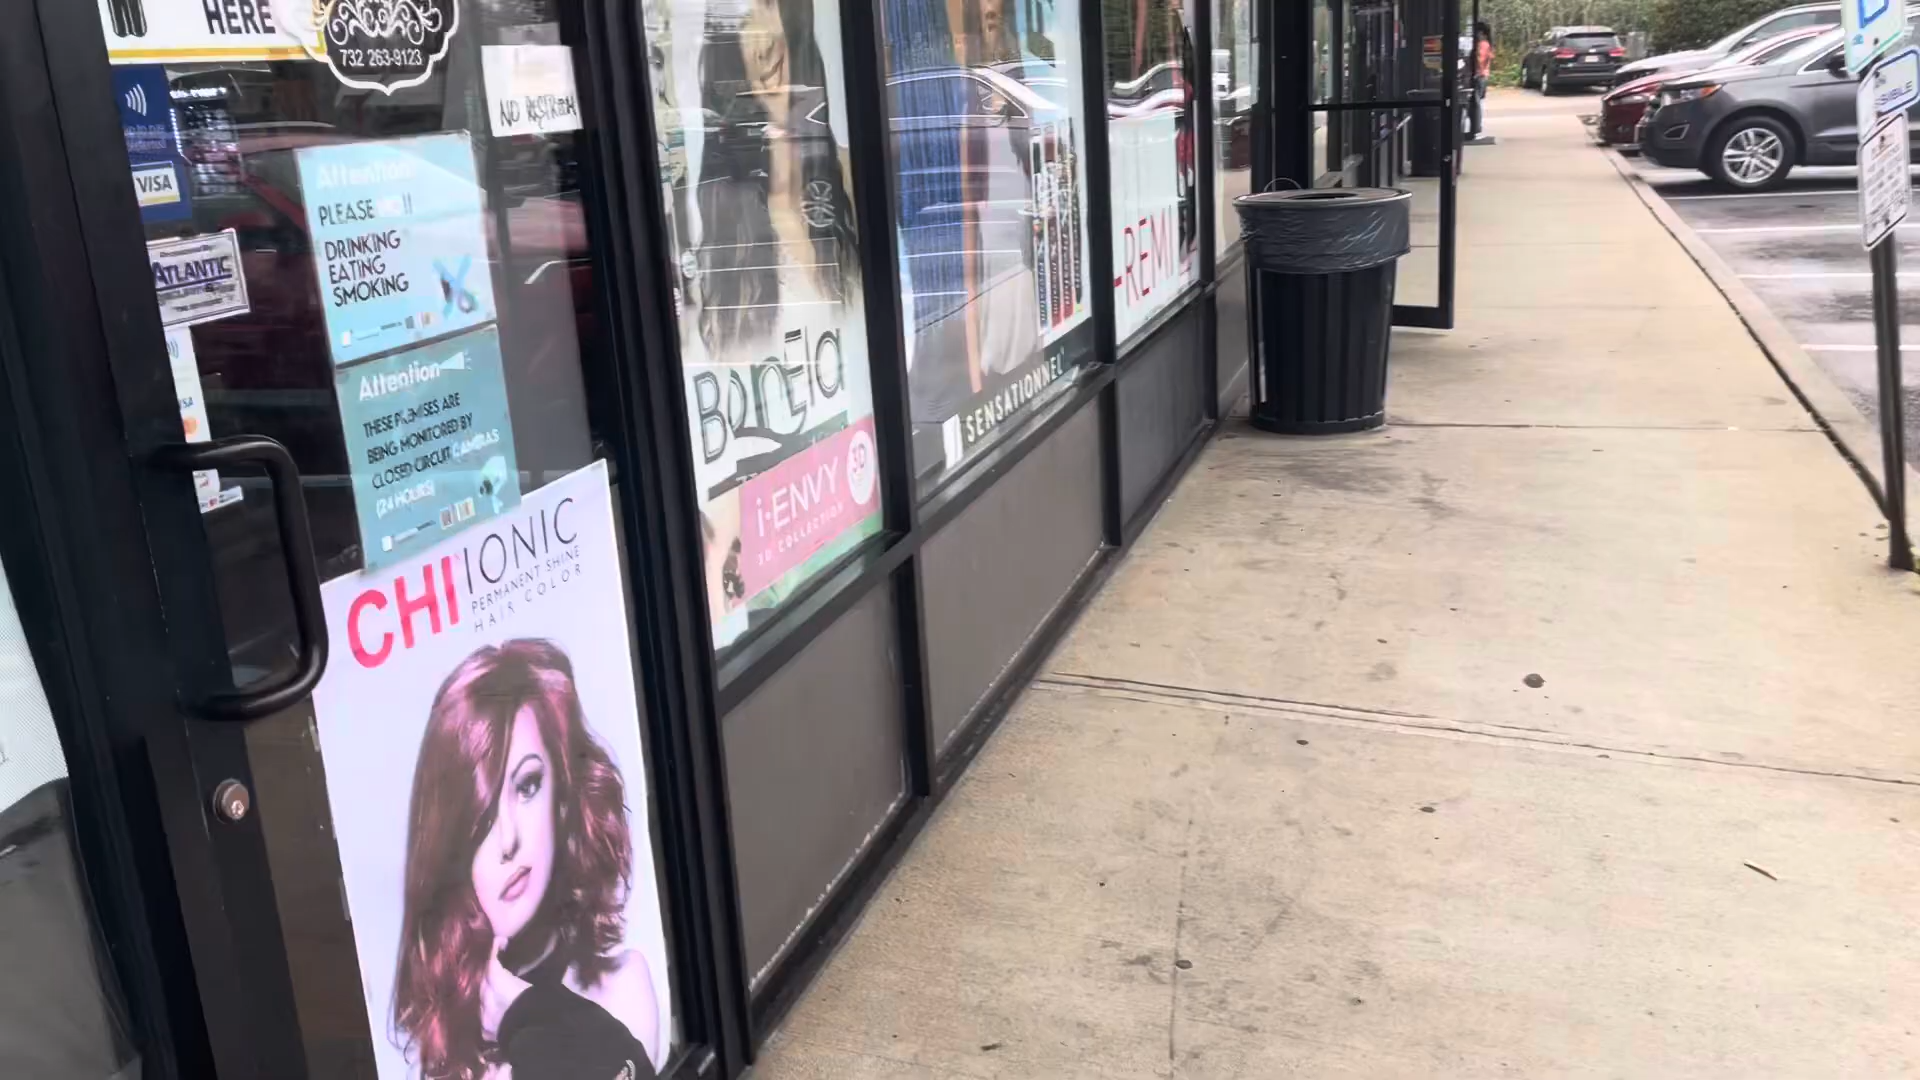 HERE
732 263-9123
NO RESTROOM
VISA
Attention
PLEASE NO!!
DRINKING
EATING
SMOKING
ATLANTIC
Attention
THESE PREMISES ARE
BEING MONITORED BY
CLOSED CIRCUIT CAMERAS
(24 HOURS)
CHI IONIC
PERMANENT SHINE
HAIR COLOR
i·ENVY
3D
3D COLLECTION
SENSATIONNEL
REMI